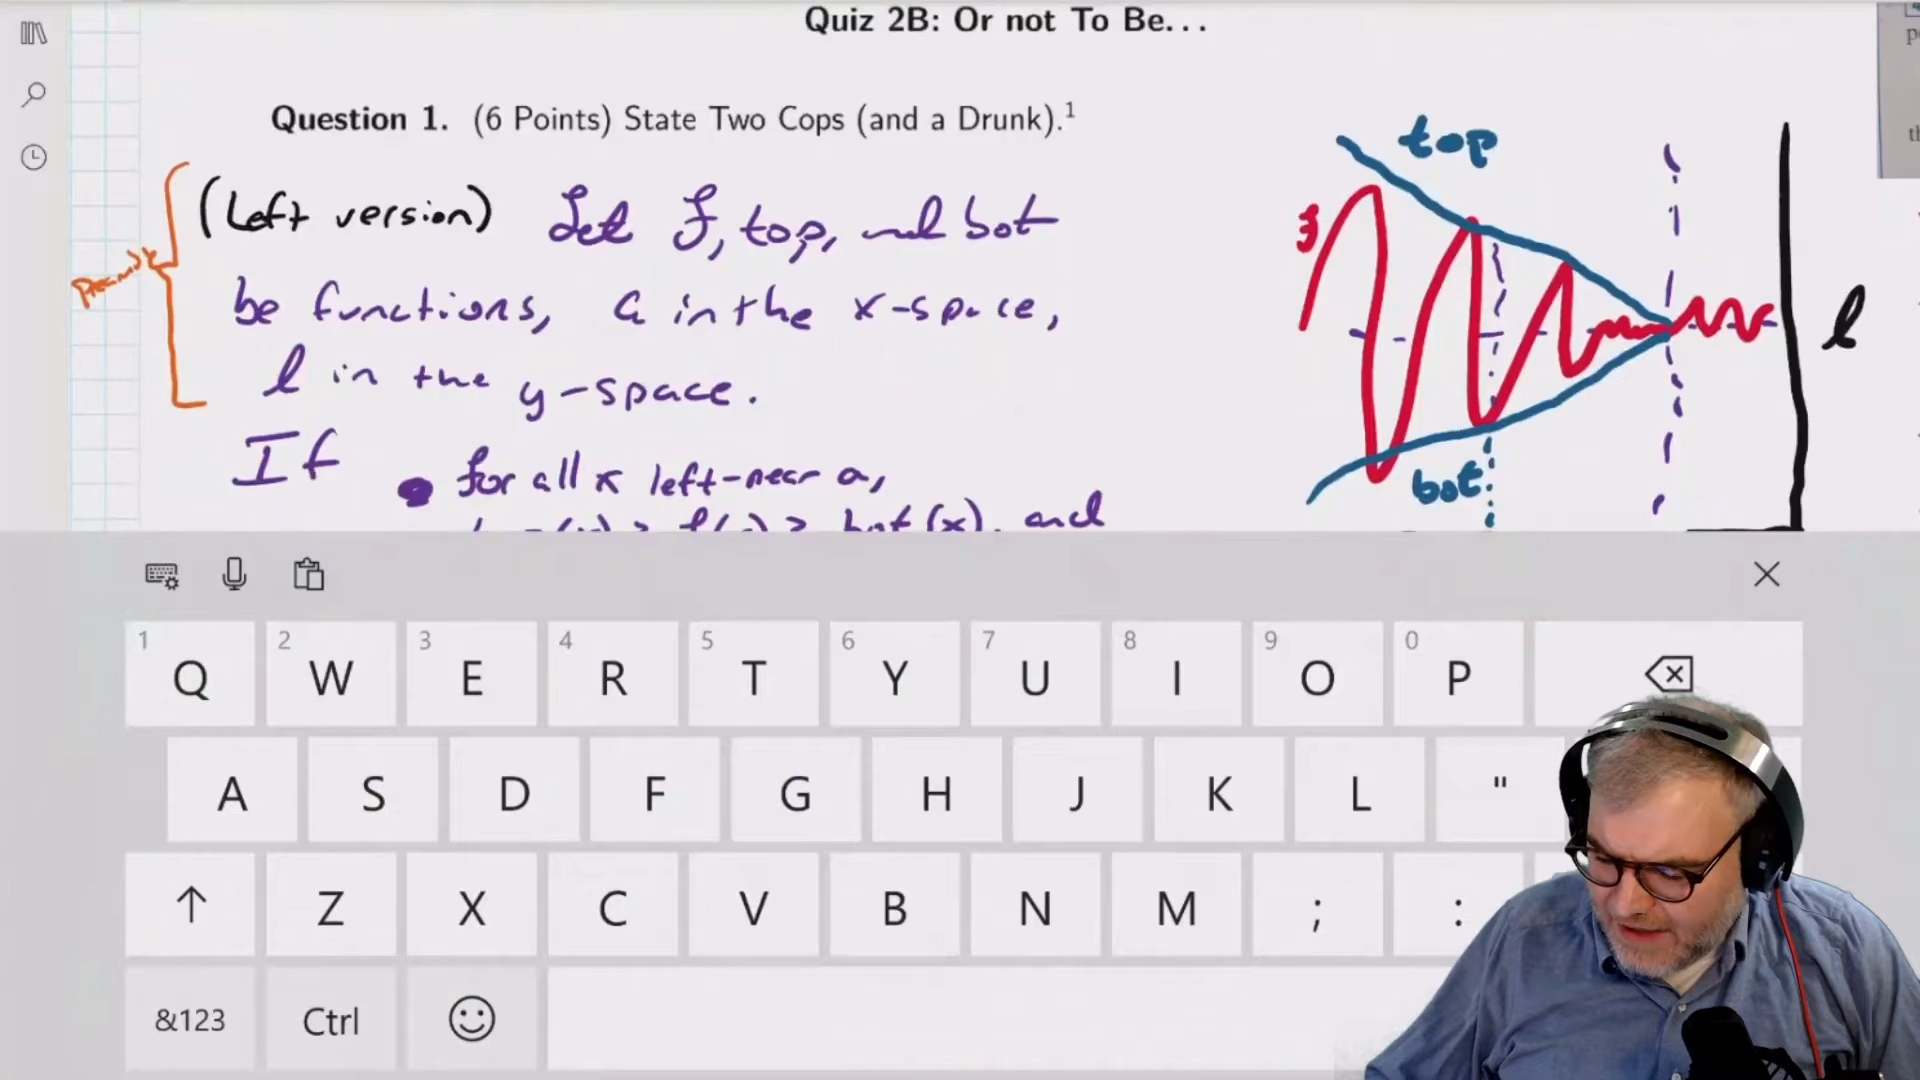 Quiz 2B: Or not To Be...
Question 1. (6 Points) State Two Cops (and a Drunk).1
(Left version) Let f, top, and bot
be functions, a in the x-space,
l in the y-space.
If
• for all x left-near a,
bot(x), and
top
f
bot
l
1 Q 2 W 3 E 4 R 5 T 6 Y 7 U 8 I 9 O 0 P
A S D F G H J K L "
Z X C V B N M ; :
&123 Ctrl